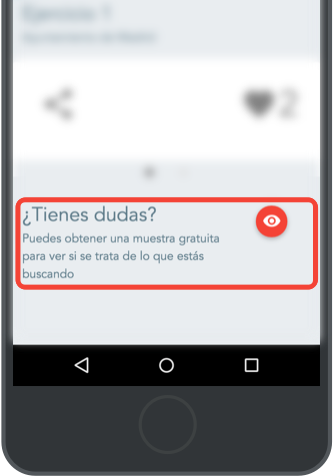 Ejercicio 1
2
¿Tienes dudas?
Puedes obtener una muestra gratuita
para ver si se trata de lo que estás
buscando